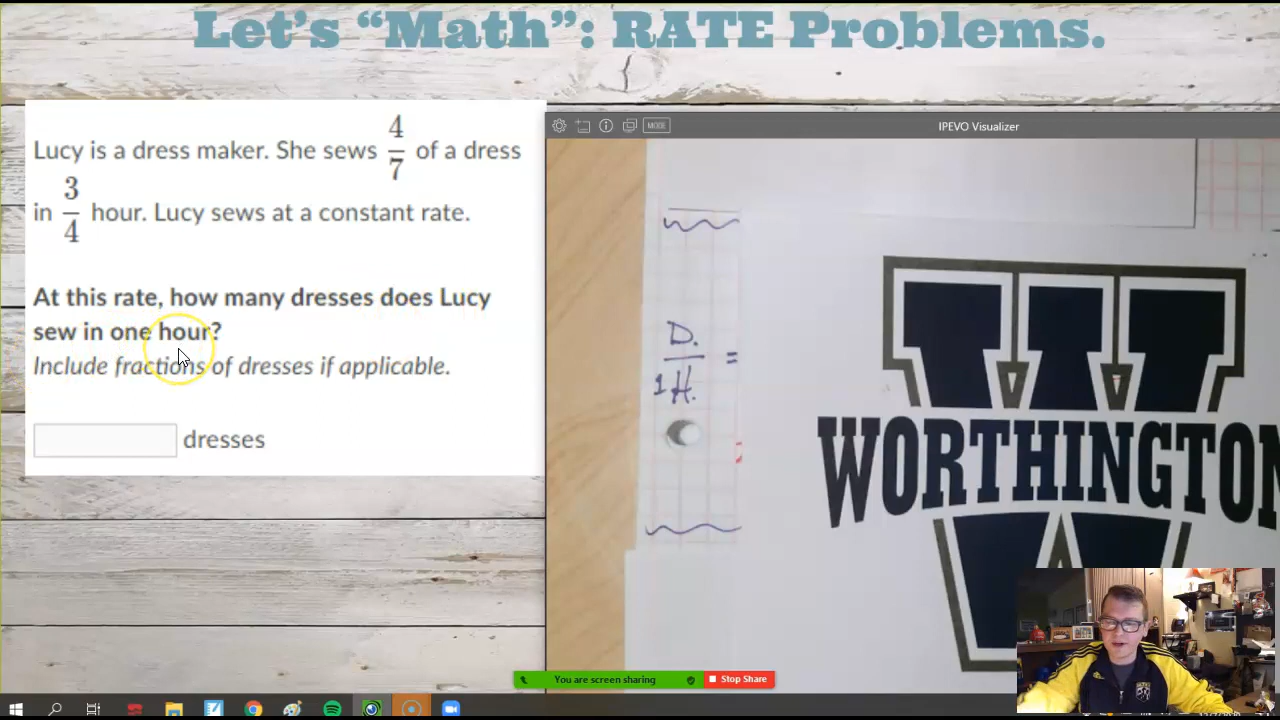 Let's "Math": RATE Problems.
Lucy is a dress maker. She sews 4/7 of a dress
in 3/4 hour. Lucy sews at a constant rate.
At this rate, how many dresses does Lucy
sew in one hour?
Include fractions of dresses if applicable.
dresses
MODE
IPEVO Visualizer
D.
=
1H.
W
WORTHINGTON
You are screen sharing
Stop Share